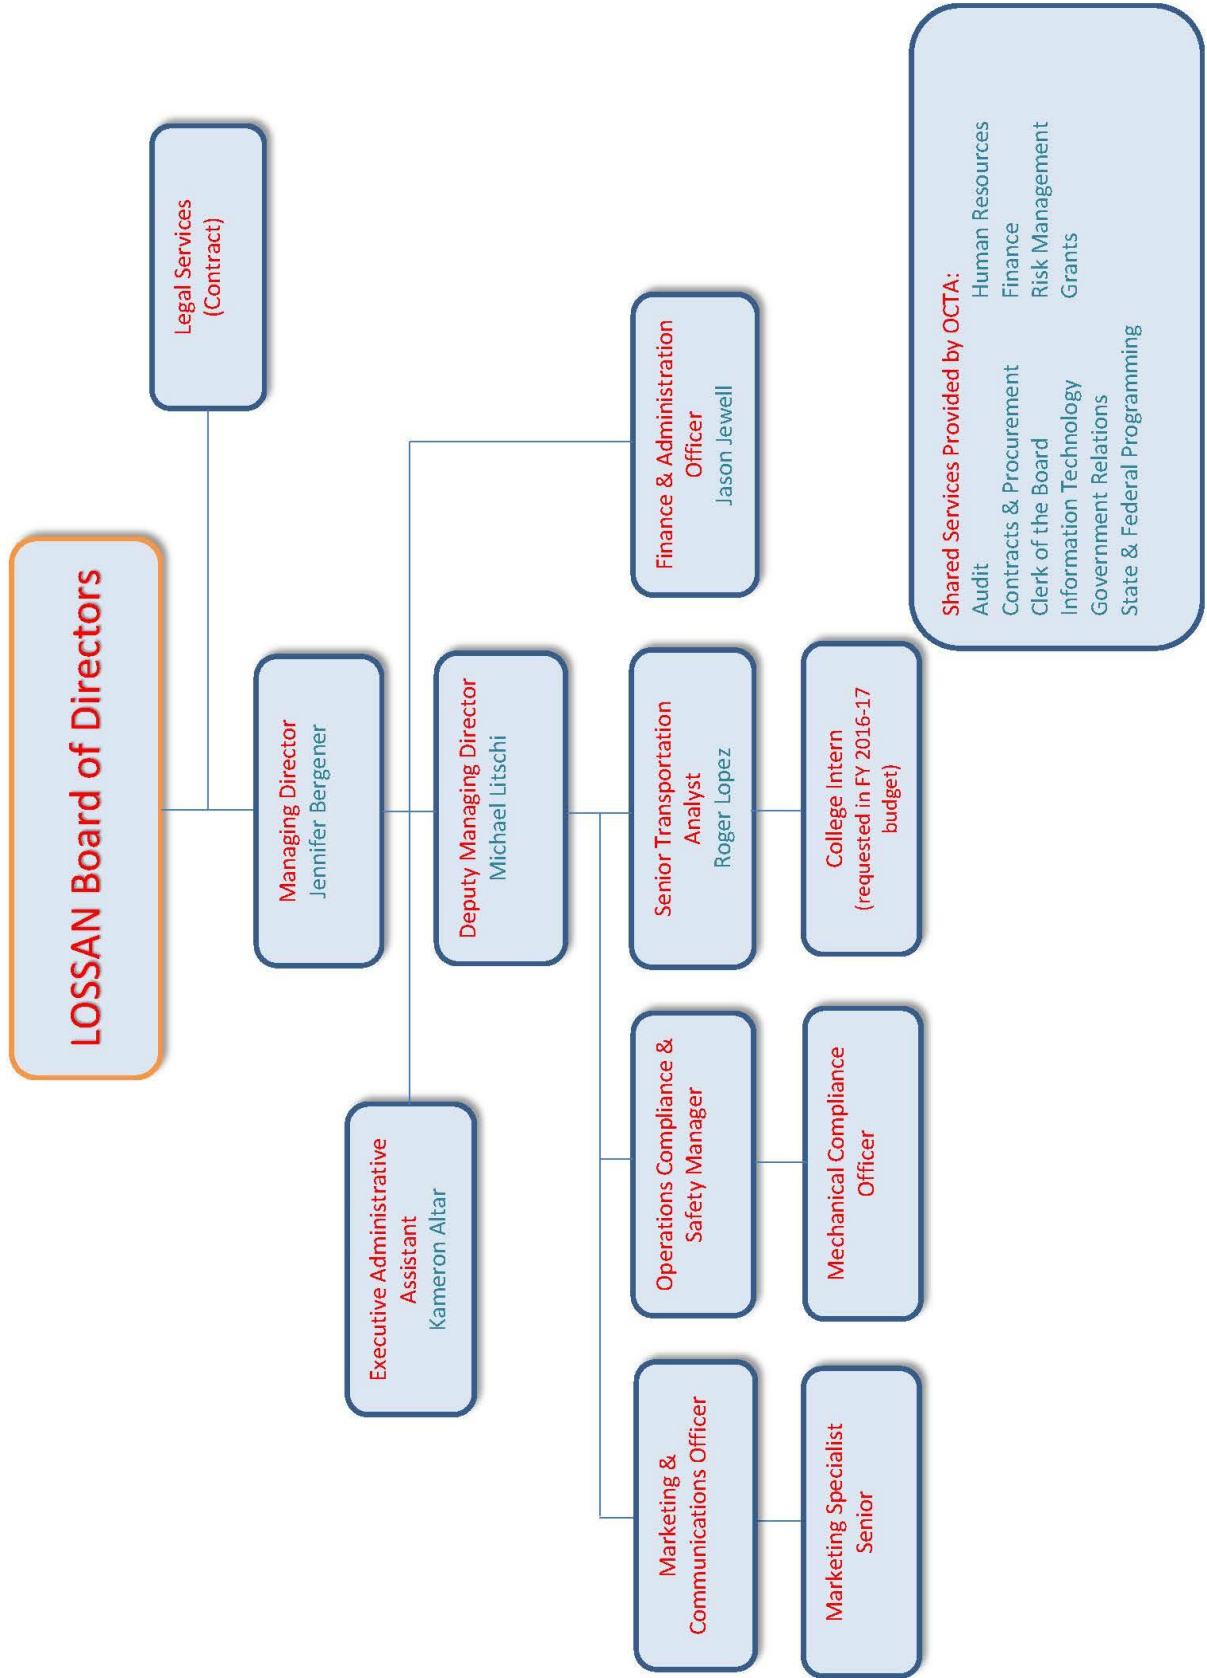 LOSSAN Board of Directors
Legal Services
(Contract)
Managing Director
Jennifer Bergener
Executive Administrative
Assistant
Kameron Altar
Deputy Managing Director
Michael Litschi
Marketing &
Communications Officer
Operations Compliance &
Safety Manager
Senior Transportation
Analyst
Roger Lopez
Finance & Administration
Officer
Jason Jewell
Marketing Specialist
Senior
Mechanical Compliance
Officer
College Intern
(requested in FY 2016-17
budget)
Shared Services Provided by OCTA:
Audit Human Resources
Contracts & Procurement Finance
Clerk of the Board Risk Management
Information Technology Grants
Government Relations
State & Federal Programming